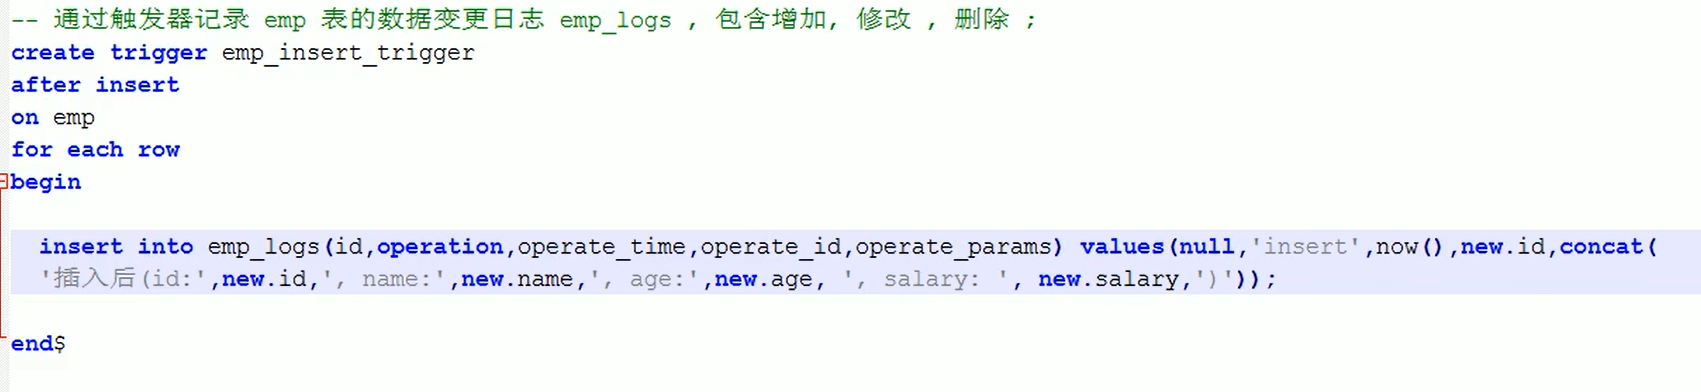 -- 通过触发器记录 emp 表的数据变更日志 emp_logs , 包含增加, 修改 , 删除 ;
create trigger emp_insert_trigger
after insert
on emp
for each row
begin
insert into emp_logs(id,operation,operate_time,operate_id,operate_params) values(null,'insert',now(),new.id,concat(
'插入后(id:',new.id,', name:',new.name,', age:',new.age, ', salary: ', new.salary,')'));
end$